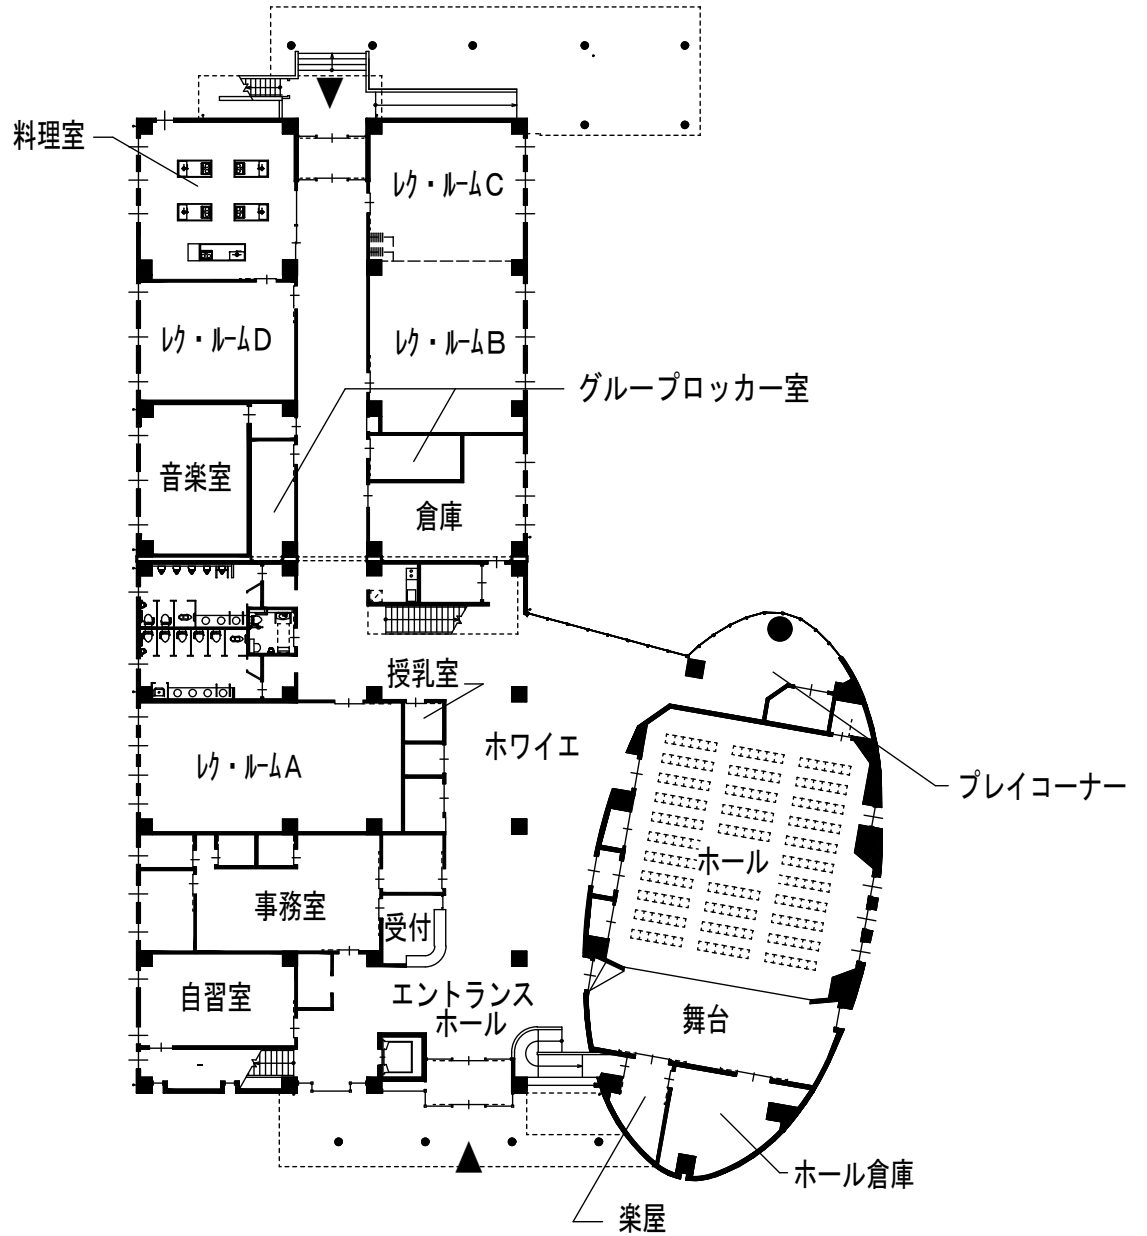 料理室
レク・ルームC
レク・ルームD
レク・ルームB
グループロッカー室
音楽室
倉庫
授乳室
ホワイエ
レク・ルームA
プレイコーナー
ホール
事務室
受付
自習室
エントランス
ホール
舞台
ホール倉庫
楽屋